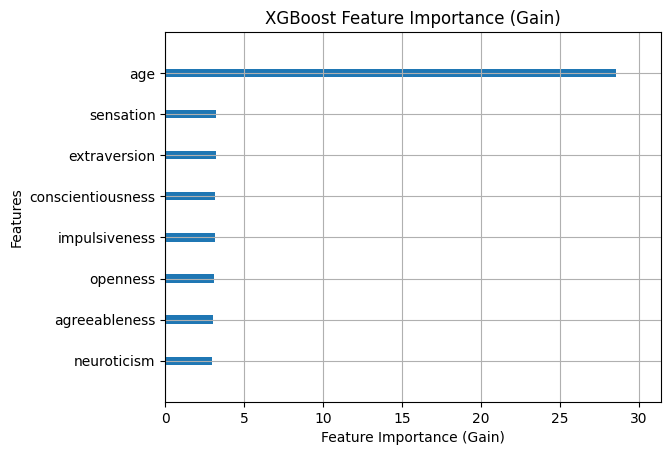 XGBoost Feature Importance (Gain)
age
sensation
extraversion
conscientiousness
impulsiveness
openness
agreeableness
neuroticism
Features
0 5 10 15 20 25 30
Feature Importance (Gain)